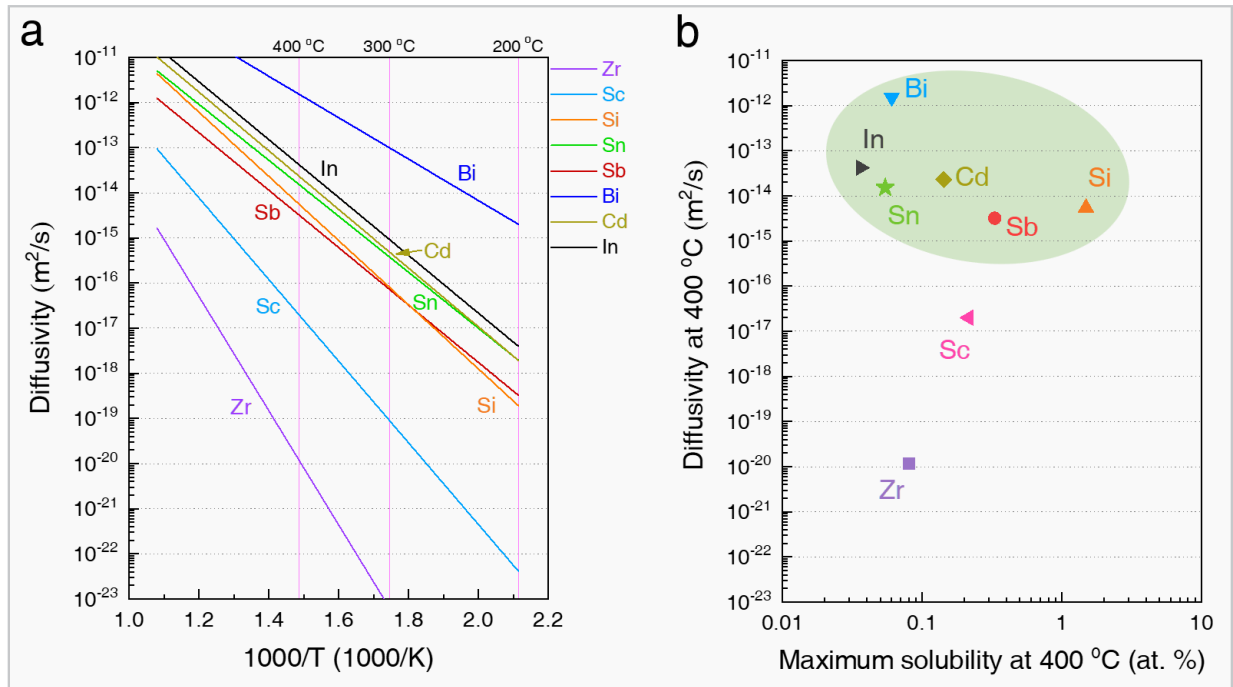 a
400 °C 300 °C 200 °C
10⁻¹¹
10⁻¹²
10⁻¹³
10⁻¹⁴
10⁻¹⁵
10⁻¹⁶
10⁻¹⁷
10⁻¹⁸
10⁻¹⁹
10⁻²⁰
10⁻²¹
10⁻²²
10⁻²³
Diffusivity (m²/s)
In
Bi
Sb
Cd
Sc
Sn
Zr
Si
1.0 1.2 1.4 1.6 1.8 2.0 2.2
1000/T (1000/K)
Zr
Sc
Si
Sn
Sb
Bi
Cd
In
b
10⁻¹¹
10⁻¹²
10⁻¹³
10⁻¹⁴
10⁻¹⁵
10⁻¹⁶
10⁻¹⁷
10⁻¹⁸
10⁻¹⁹
10⁻²⁰
10⁻²¹
10⁻²²
10⁻²³
Diffusivity at 400 °C (m²/s)
Bi
In
Cd
Si
Sn
Sb
Sc
Zr
0.01 0.1 1 10
Maximum solubility at 400 °C (at. %)